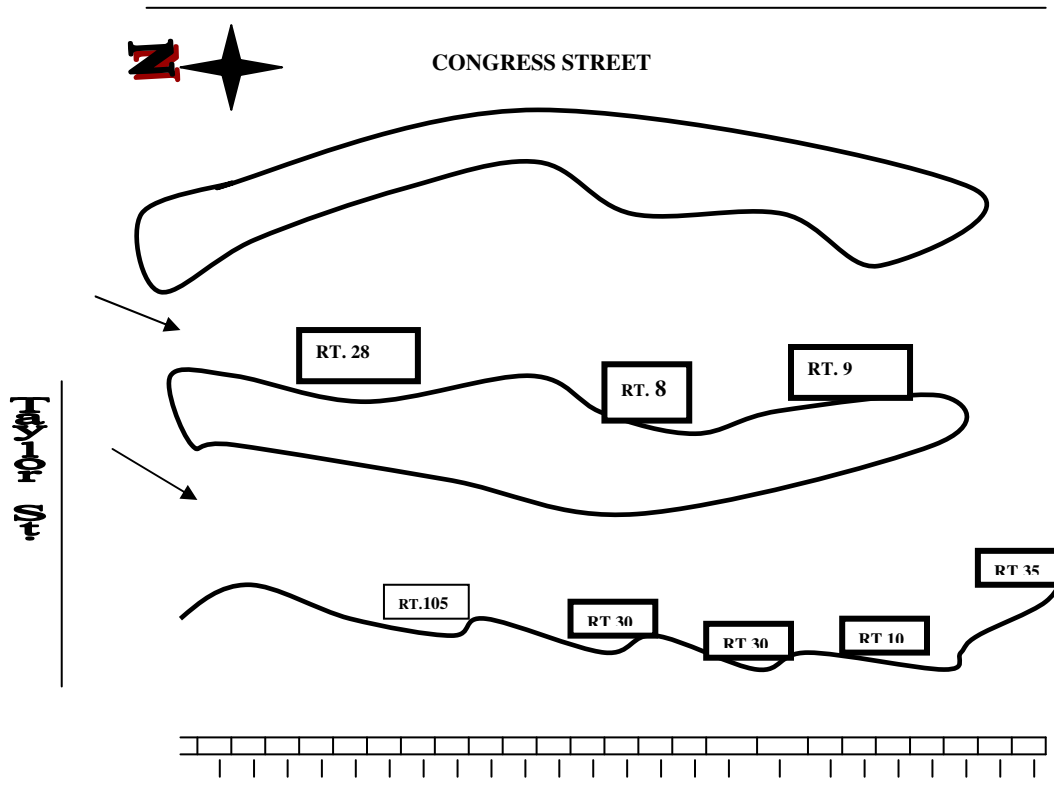 N
CONGRESS STREET
RT. 28
RT. 8
RT. 9
Taylor St
RT 35
RT.105
RT 30
RT 30
RT 10